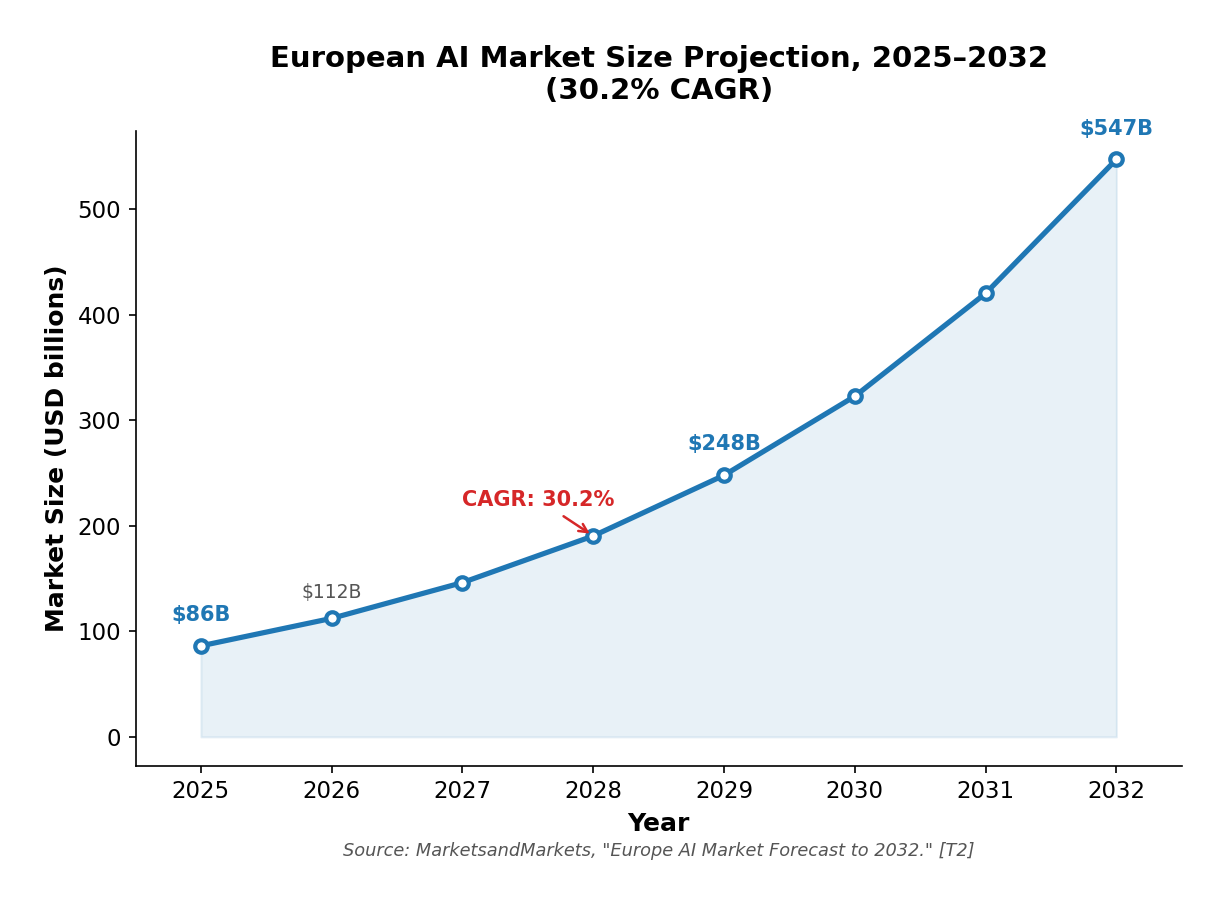 European AI Market Size Projection, 2025–2032
(30.2% CAGR)
Market Size (USD billions)
500
400
300
200
100
0
$547B
$248B
CAGR: 30.2%
$112B
$86B
2025 2026 2027 2028 2029 2030 2031 2032
Year
Source: MarketsandMarkets, "Europe AI Market Forecast to 2032." [T2]